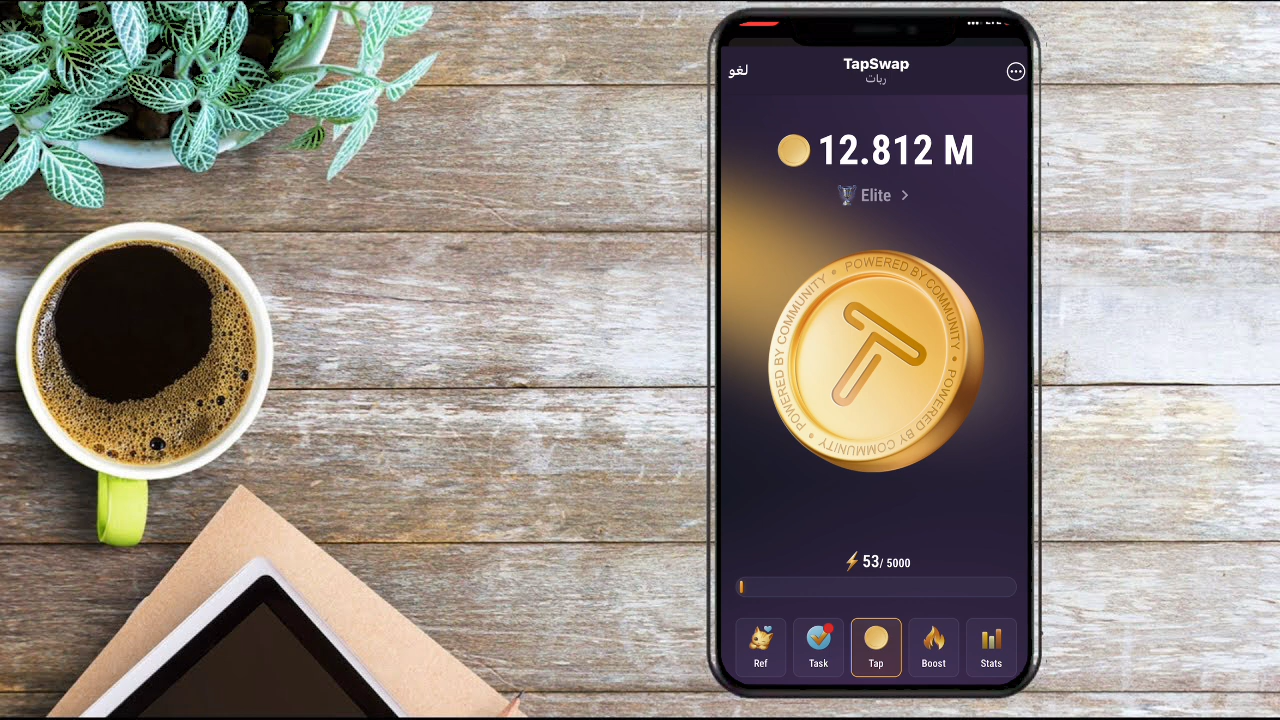 TapSwap
لغو
ربات
12.812 M
Elite >
POWERED BY COMMUNITY • POWERED BY COMMUNITY • POWERED BY COMMUNITY •
53/ 5000
Ref
Task
Tap
Boost
Stats